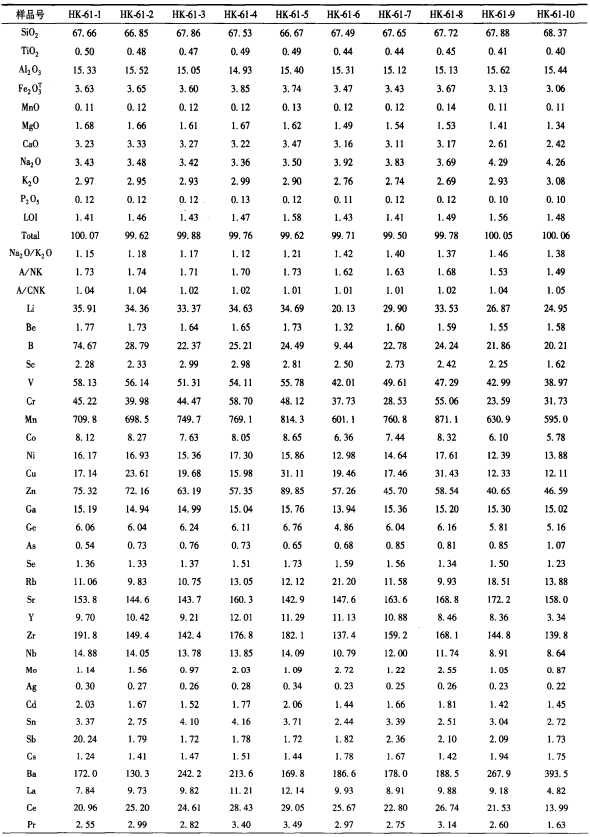 样品号 HK-61-1 HK-61-2 HK-61-3 HK-61-4 HK-61-5 HK-61-6 HK-61-7 HK-61-8 HK-61-9 HK-61-10
SiO2 67.66 66.85 67.86 67.53 66.67 67.49 67.65 67.72 67.88 68.37
TiO2 0.50 0.48 0.47 0.49 0.49 0.44 0.44 0.45 0.41 0.40
Al2O3 15.33 15.52 15.05 14.93 15.40 15.31 15.12 15.13 15.62 15.44
Fe2O3T 3.63 3.65 3.60 3.85 3.74 3.47 3.43 3.67 3.13 3.06
MnO 0.11 0.12 0.12 0.12 0.13 0.12 0.12 0.14 0.11 0.11
MgO 1.68 1.66 1.61 1.67 1.62 1.49 1.54 1.53 1.41 1.34
CaO 3.23 3.33 3.27 3.22 3.47 3.16 3.11 3.17 2.61 2.42
Na2O 3.43 3.48 3.42 3.36 3.50 3.92 3.83 3.69 4.29 4.26
K2O 2.97 2.95 2.93 2.99 2.90 2.76 2.74 2.69 2.93 3.08
P2O5 0.12 0.12 0.12 0.13 0.12 0.11 0.12 0.12 0.10 0.10
LOI 1.41 1.46 1.43 1.47 1.58 1.43 1.41 1.49 1.56 1.48
Total 100.07 99.62 99.88 99.76 99.62 99.71 99.50 99.78 100.05 100.06
Na2O/K2O 1.15 1.18 1.17 1.12 1.21 1.42 1.40 1.37 1.46 1.38
A/NK 1.73 1.74 1.71 1.70 1.73 1.62 1.63 1.68 1.53 1.49
A/CNK 1.04 1.04 1.02 1.02 1.01 1.01 1.01 1.02 1.04 1.05
Li 35.91 34.36 33.37 34.63 34.69 20.13 29.90 33.53 26.87 24.95
Be 1.77 1.73 1.64 1.65 1.73 1.32 1.60 1.59 1.55 1.58
B 74.67 28.79 22.37 25.21 24.49 9.44 22.78 24.24 21.86 20.21
Sc 2.28 2.33 2.99 2.98 2.81 2.50 2.73 2.42 2.25 1.62
V 58.13 56.14 51.31 54.11 55.78 42.01 49.61 47.29 42.99 38.97
Cr 45.22 39.98 44.47 58.70 48.12 37.73 28.53 55.06 23.59 31.73
Mn 709.8 698.5 749.7 769.1 814.3 601.1 760.8 871.1 630.9 595.0
Co 8.12 8.27 7.63 8.05 8.65 6.36 7.44 8.32 6.10 5.78
Ni 16.17 16.93 15.36 17.30 15.86 12.98 14.64 17.61 12.39 13.88
Cu 17.14 23.61 19.68 15.98 31.11 19.46 17.46 31.43 12.33 12.11
Zn 75.32 72.16 63.19 57.35 89.85 57.26 45.70 58.54 40.65 46.59
Ga 15.19 14.94 14.99 15.04 15.76 13.94 15.36 15.20 15.30 15.02
Ge 6.06 6.04 6.24 6.11 6.76 4.86 6.04 6.16 5.81 5.16
As 0.54 0.73 0.76 0.73 0.65 0.68 0.85 0.81 0.85 1.07
Se 1.36 1.33 1.37 1.51 1.73 1.59 1.56 1.34 1.50 1.23
Rb 11.06 9.83 10.75 13.05 12.12 21.20 11.58 9.93 18.51 13.88
Sr 153.8 144.6 143.7 160.3 142.9 147.6 163.6 168.8 172.2 158.0
Y 9.70 10.42 9.21 12.01 11.29 11.13 10.88 8.46 8.36 3.34
Zr 191.8 149.4 142.4 176.8 182.1 137.4 159.2 168.1 144.8 139.8
Nb 14.88 14.05 13.78 13.85 14.09 10.79 12.00 11.74 8.91 8.64
Mo 1.14 1.56 0.97 2.03 1.09 2.72 1.22 2.55 1.05 0.87
Ag 0.30 0.27 0.26 0.28 0.34 0.23 0.25 0.26 0.23 0.22
Cd 2.03 1.67 1.52 1.77 2.06 1.44 1.66 1.81 1.42 1.45
Sn 3.37 2.75 4.10 4.16 3.71 2.44 3.39 2.51 3.04 2.72
Sb 20.24 1.79 1.72 1.78 1.72 1.82 2.36 2.10 2.09 1.73
Cs 1.24 1.41 1.47 1.51 1.44 1.78 1.67 1.42 1.94 1.75
Ba 172.0 130.3 242.2 213.6 169.8 186.6 178.0 188.5 267.9 393.5
La 7.84 9.73 9.82 11.21 12.14 9.93 8.91 9.88 9.18 4.82
Ce 20.96 25.20 24.61 28.43 29.05 25.67 22.80 26.74 21.53 13.99
Pr 2.55 2.99 2.82 3.40 3.49 2.97 2.75 3.14 2.60 1.63